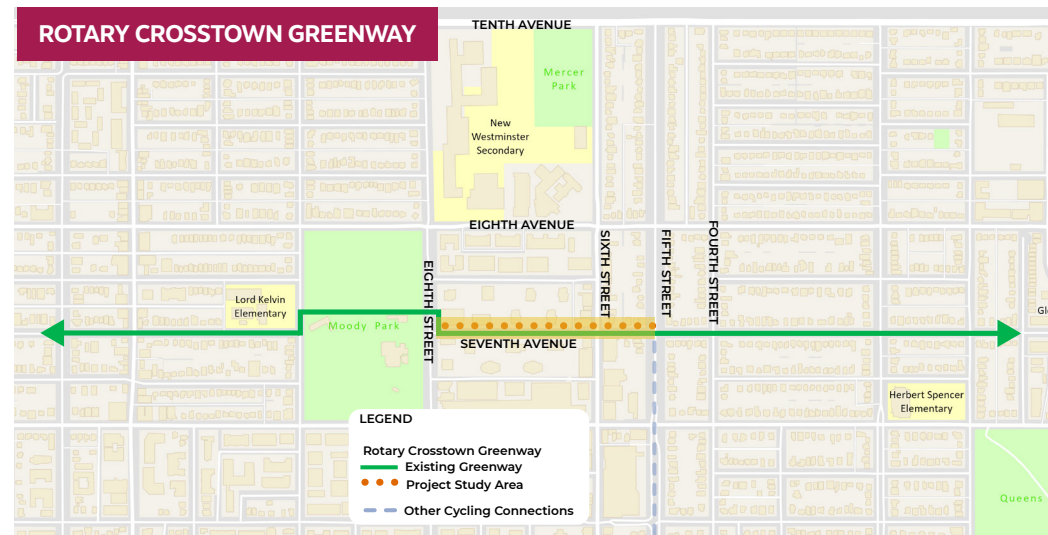 ROTARY CROSSTOWN GREENWAY
TENTH AVENUE
Mercer
Park
New
Westminster
Secondary
EIGHTH AVENUE
EIGHTH STREET
SIXTH STREET
FIFTH STREET
FOURTH STREET
Lord Kelvin
Elementary
Moody Park
SEVENTH AVENUE
Gl
Herbert Spencer
Elementary
Queens
LEGEND
Rotary Crosstown Greenway
Existing Greenway
Project Study Area
Other Cycling Connections